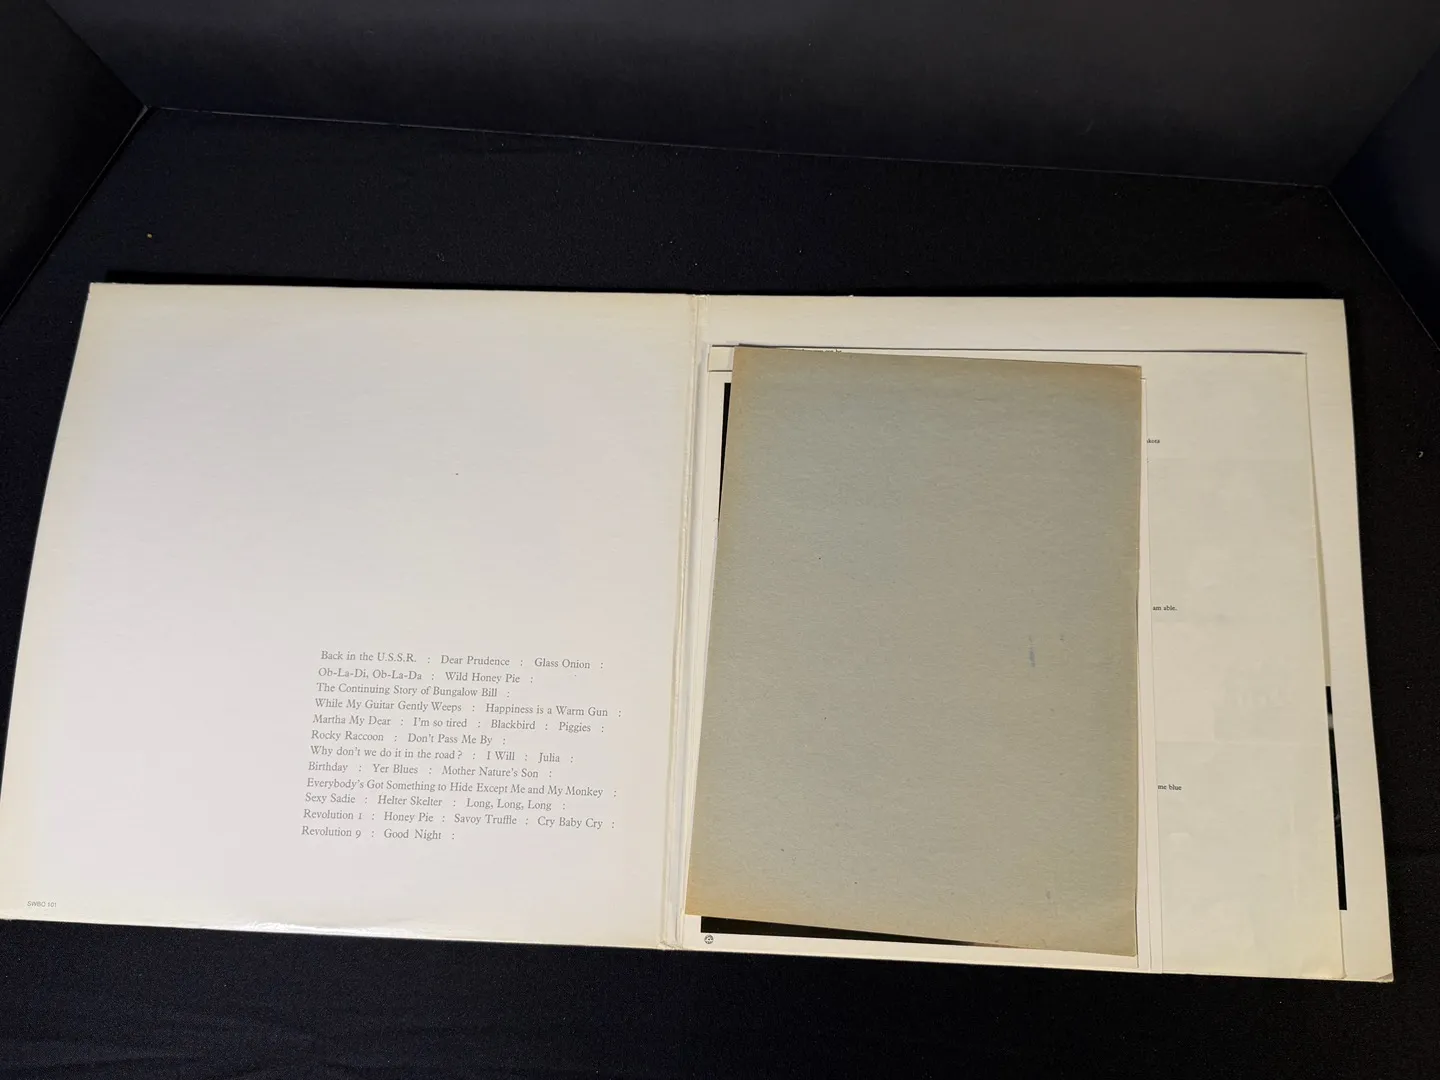 Back in the U.S.S.R. : Dear Prudence : Glass Onion :
Ob-La-Di, Ob-La-Da : Wild Honey Pie :
The Continuing Story of Bungalow Bill :
While My Guitar Gently Weeps : Happiness is a Warm Gun :
Martha My Dear : I'm so tired : Blackbird : Piggies :
Rocky Raccoon : Don't Pass Me By :
Why don't we do it in the road? : I Will : Julia :
Birthday : Yer Blues : Mother Nature's Son :
Everybody's Got Something to Hide Except Me and My Monkey :
Sexy Sadie : Helter Skelter : Long, Long, Long :
Revolution 1 : Honey Pie : Savoy Truffle : Cry Baby Cry :
Revolution 9 : Good Night :
SWBO 101
am able.
me blue